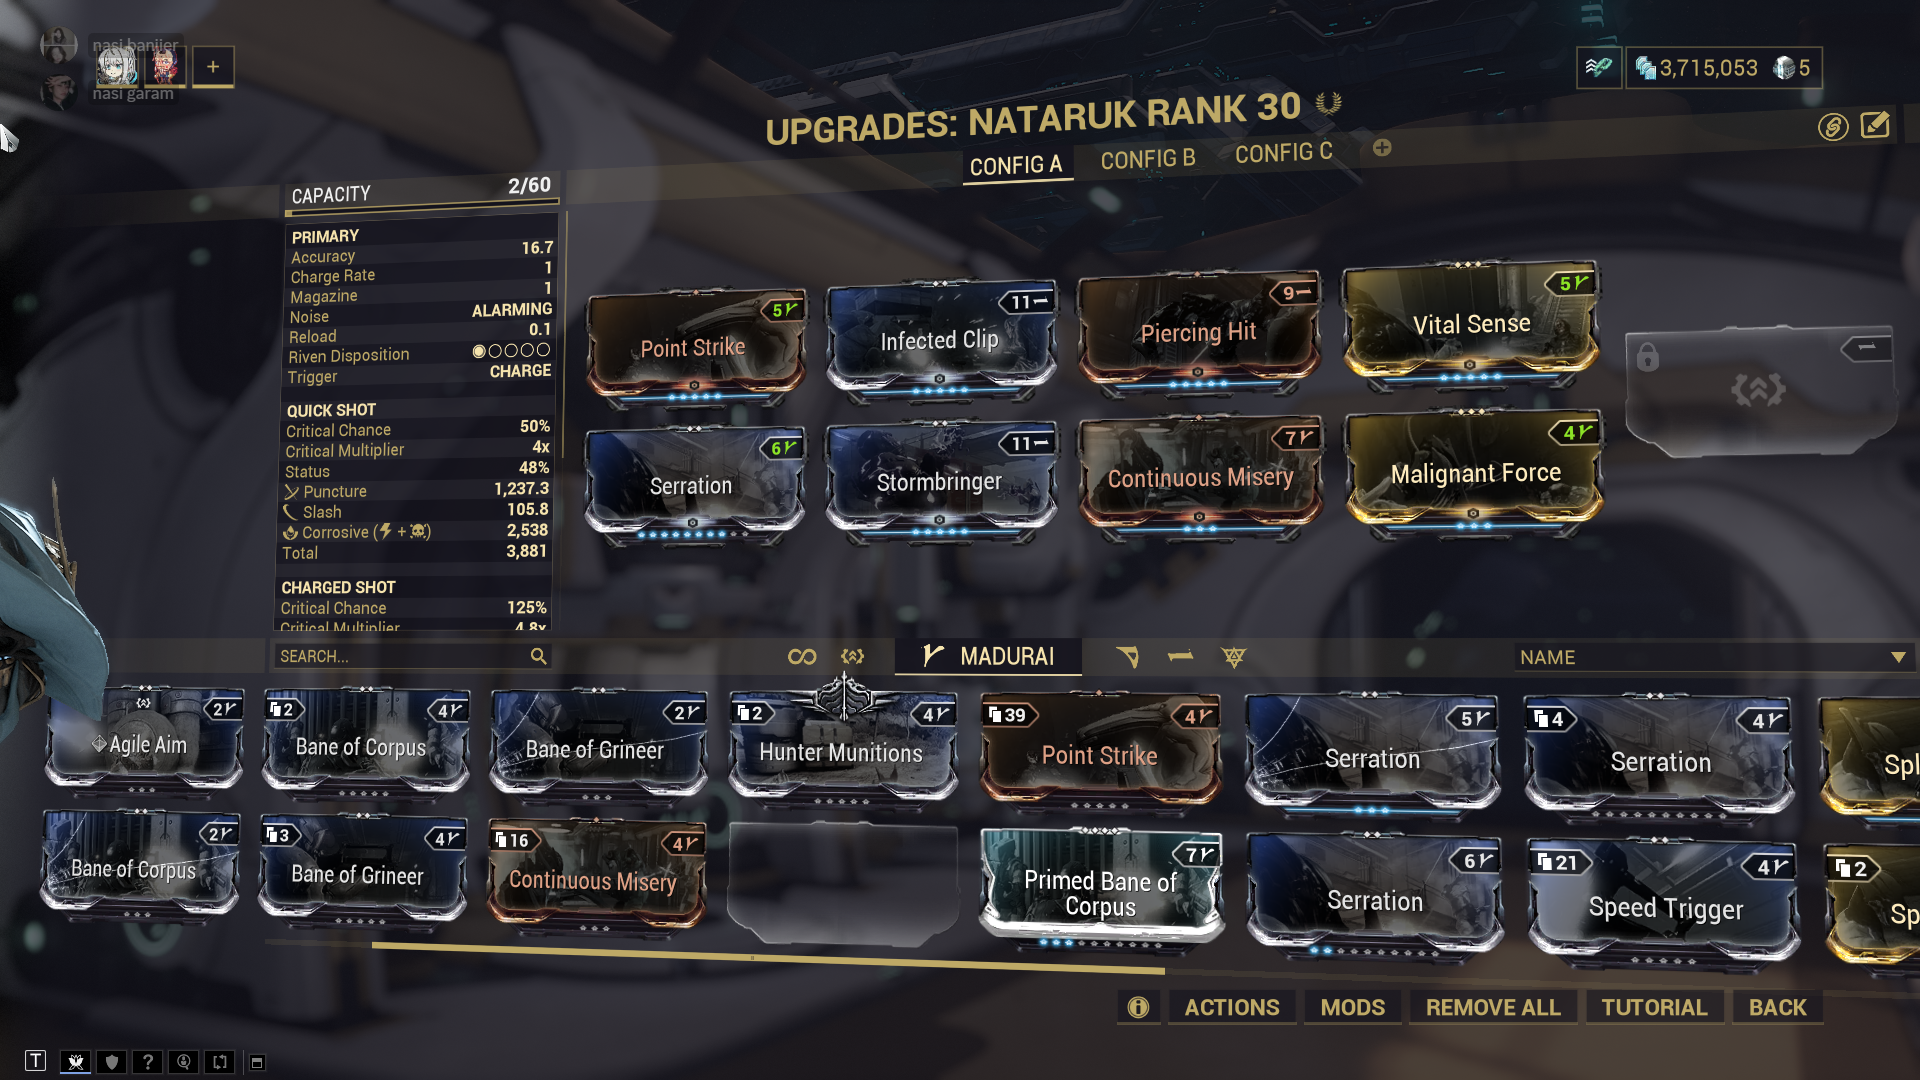 nasi banjier
nasi garam
+
3,715,053
5
UPGRADES: NATARUK RANK 30
CONFIG A
CONFIG B
CONFIG C
CAPACITY 2/60
PRIMARY
Accuracy 16.7
Charge Rate 1
Magazine 1
Noise ALARMING
Reload 0.1
Riven Disposition
Trigger CHARGE
QUICK SHOT
Critical Chance 50%
Critical Multiplier 4x
Status 48%
Puncture 1,237.3
Slash 105.8
Corrosive ( + ) 2,538
Total 3,881
CHARGED SHOT
Critical Chance 125%
Critical Multiplier 4.8x
5
Point Strike
11
Infected Clip
9
Piercing Hit
5
Vital Sense
6
Serration
11
Stormbringer
7
Continuous Misery
4
Malignant Force
SEARCH...
MADURAI
NAME
2
Agile Aim
2 4
Bane of Corpus
2
Bane of Grineer
2 4
Hunter Munitions
39 4
Point Strike
5
Serration
4 4
Serration
Spl
2
Bane of Corpus
3 4
Bane of Grineer
16 4
Continuous Misery
7
Primed Bane of
Corpus
6
Serration
21 4
Speed Trigger
2
Sp
ACTIONS
MODS
REMOVE ALL
TUTORIAL
BACK
T
?